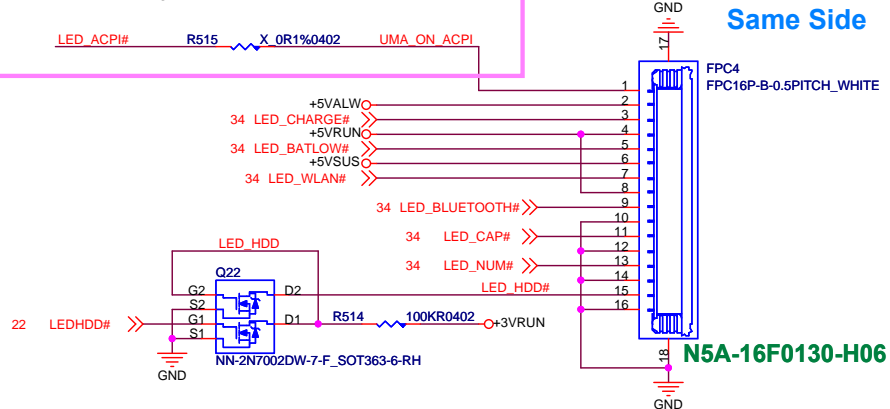 GND
Same Side
17
LED_ACPI# R515 X_0R1%0402 UMA_ON_ACPI
FPC4
FPC16P-B-0.5PITCH_WHITE
1
+5VALW 2
34 LED_CHARGE# 3
+5VRUN 4
34 LED_BATLOW# 5
+5VSUS 6
34 LED_WLAN# 7
8
34 LED_BLUETOOTH# 9
10
34 LED_CAP# 11
12
34 LED_NUM# 13
14
LED_HDD
Q22
G2 D2 LED_HDD# 15
S2 16
22 LEDHDD# G1 D1 R514 100KR0402 +3VRUN
S1
NN-2N7002DW-7-F_SOT363-6-RH
GND
18
N5A-16F0130-H06
GND